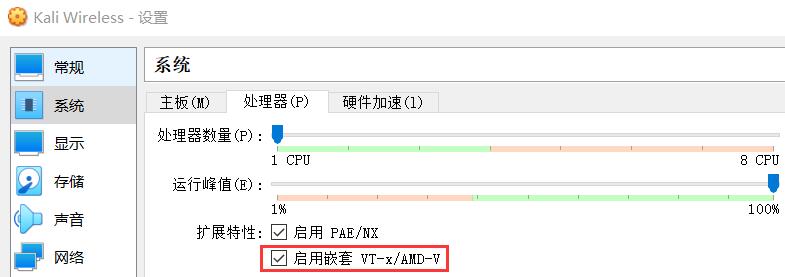 Kali Wireless - 设置
常规
系统
显示
存储
声音
网络
系统
主板(M) 处理器(P) 硬件加速(l)
处理器数量(P):
1 CPU 8 CPU
运行峰值(E):
1% 100%
扩展特性: 启用 PAE/NX
启用嵌套 VT-x/AMD-V